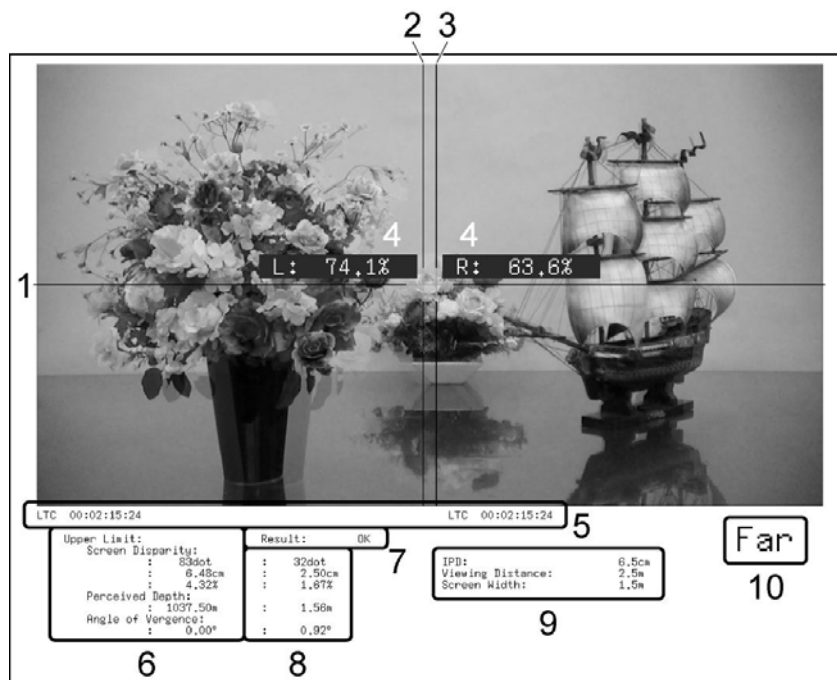 2 3
4 4
L: 74.1% R: 63.6%
1
LTC 00:02:15:24 LTC 00:02:15:24
5
Upper Limit: Result: OK
7
Far
10
Screen Disparity:
: 83dot : 32dot
: 6.48cm : 2.50cm
: 4.32% : 1.67%
Perceived Depth:
: 1037.50m : 1.56m
Angle of Vergence:
: 0.00° : 0.92°
IPD: 6.5cm
Viewing Distance: 2.5m
Screen Width: 1.5m
6 8 9